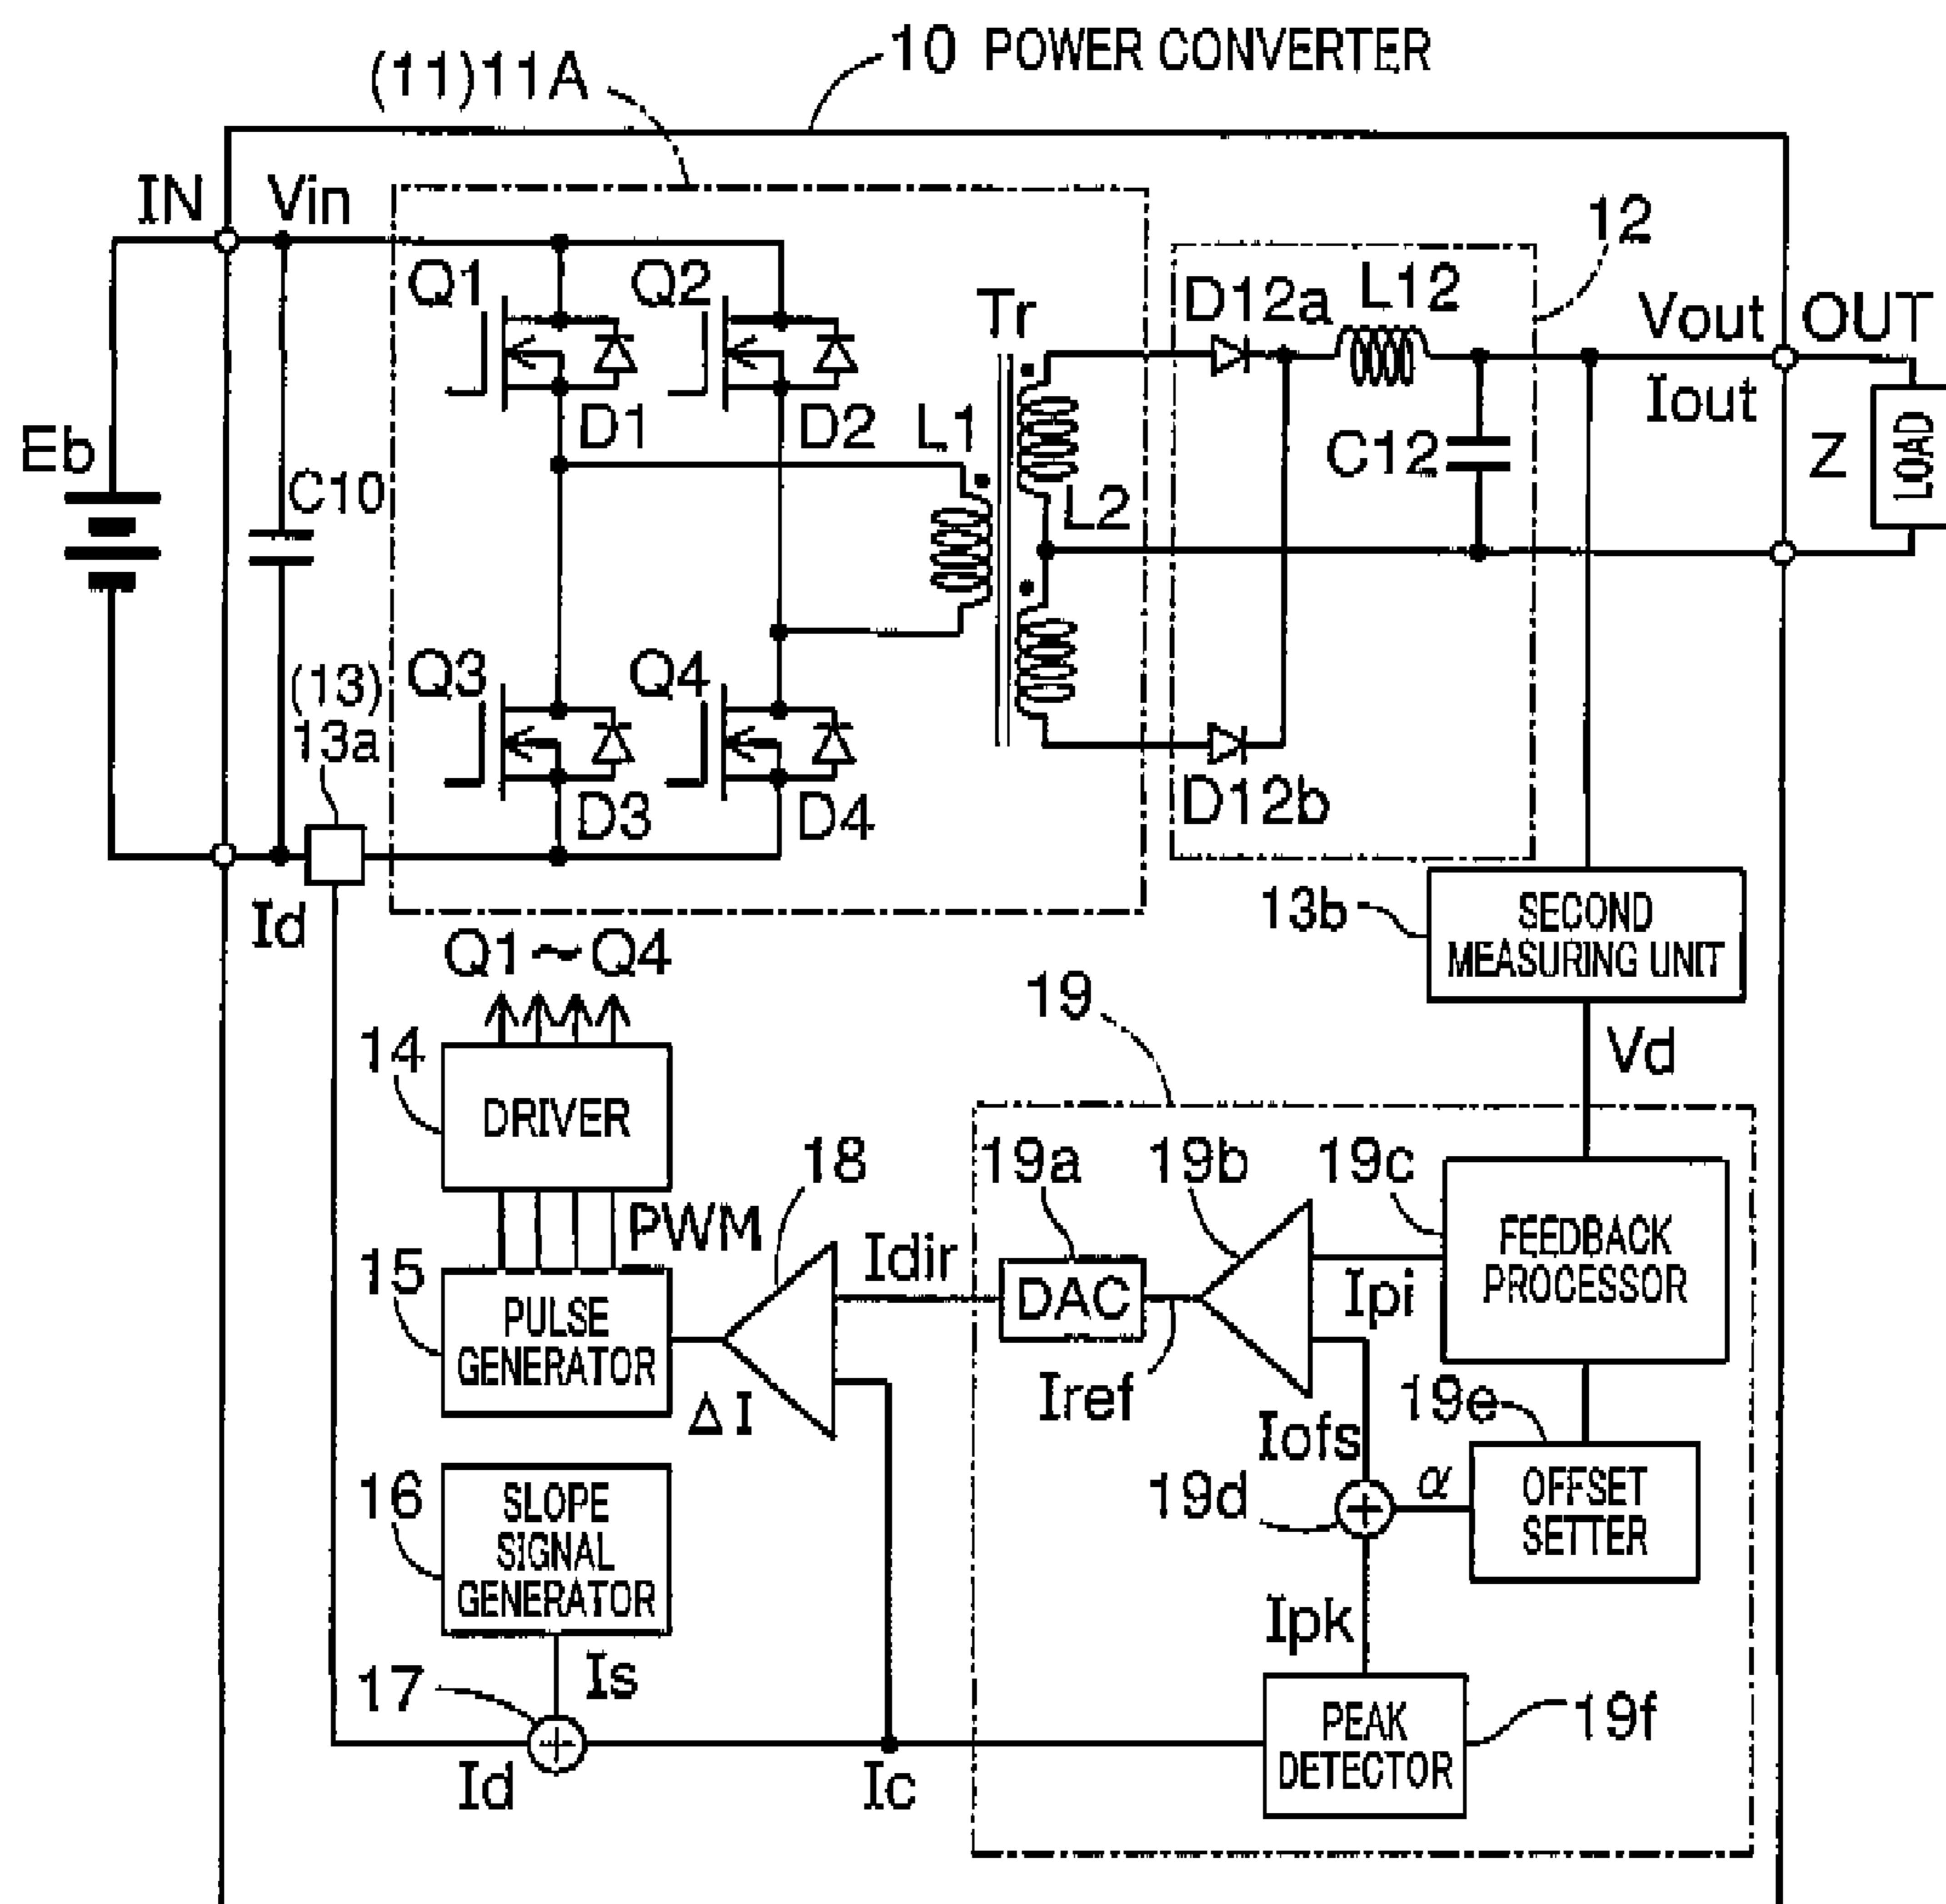 10 POWER CONVERTER
(11)11A
IN
Vin
12
Q1
Q2
Tr
D12a
L12
Vout
OUT
Iout
D1
D2
L1
Eb
C10
C12
Z
LOAD
L2
(13)
13a
Q3
Q4
D3
D4
D12b
Id
13b
SECOND
MEASURING UNIT
Q1~Q4
19
14
DRIVER
Vd
18
19a
19b
19c
PWM
Idir
DAC
FEEDBACK
PROCESSOR
15
PULSE
GENERATOR
Ipi
ΔI
Iref
19e
Iofs
16
SLOPE
SIGNAL
GENERATOR
19d
α
OFFSET
SETTER
Ipk
17
Is
PEAK
DETECTOR
19f
Id
Ic